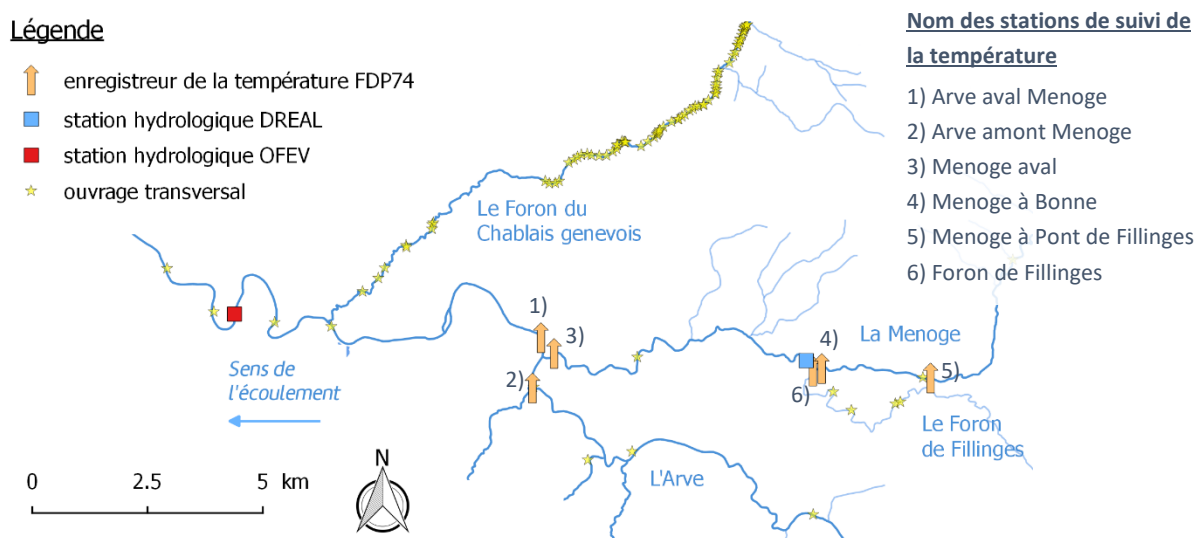 Légende
enregistreur de la température FDP74
station hydrologique DREAL
station hydrologique OFEV
ouvrage transversal
Nom des stations de suivi de
la température
1) Arve aval Menoge
2) Arve amont Menoge
3) Menoge aval
4) Menoge à Bonne
5) Menoge à Pont de Fillinges
6) Foron de Fillinges
Le Foron du
Chablais genevois
1)
3)
2)
La Menoge
4)
5)
6)
Le Foron
de Fillinges
L'Arve
Sens de
l'écoulement
N
0 2.5 5 km